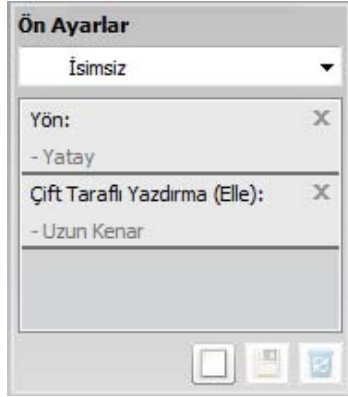 Ön Ayarlar
İsimsiz
Yön:
- Yatay
Çift Taraflı Yazdırma (Elle):
- Uzun Kenar